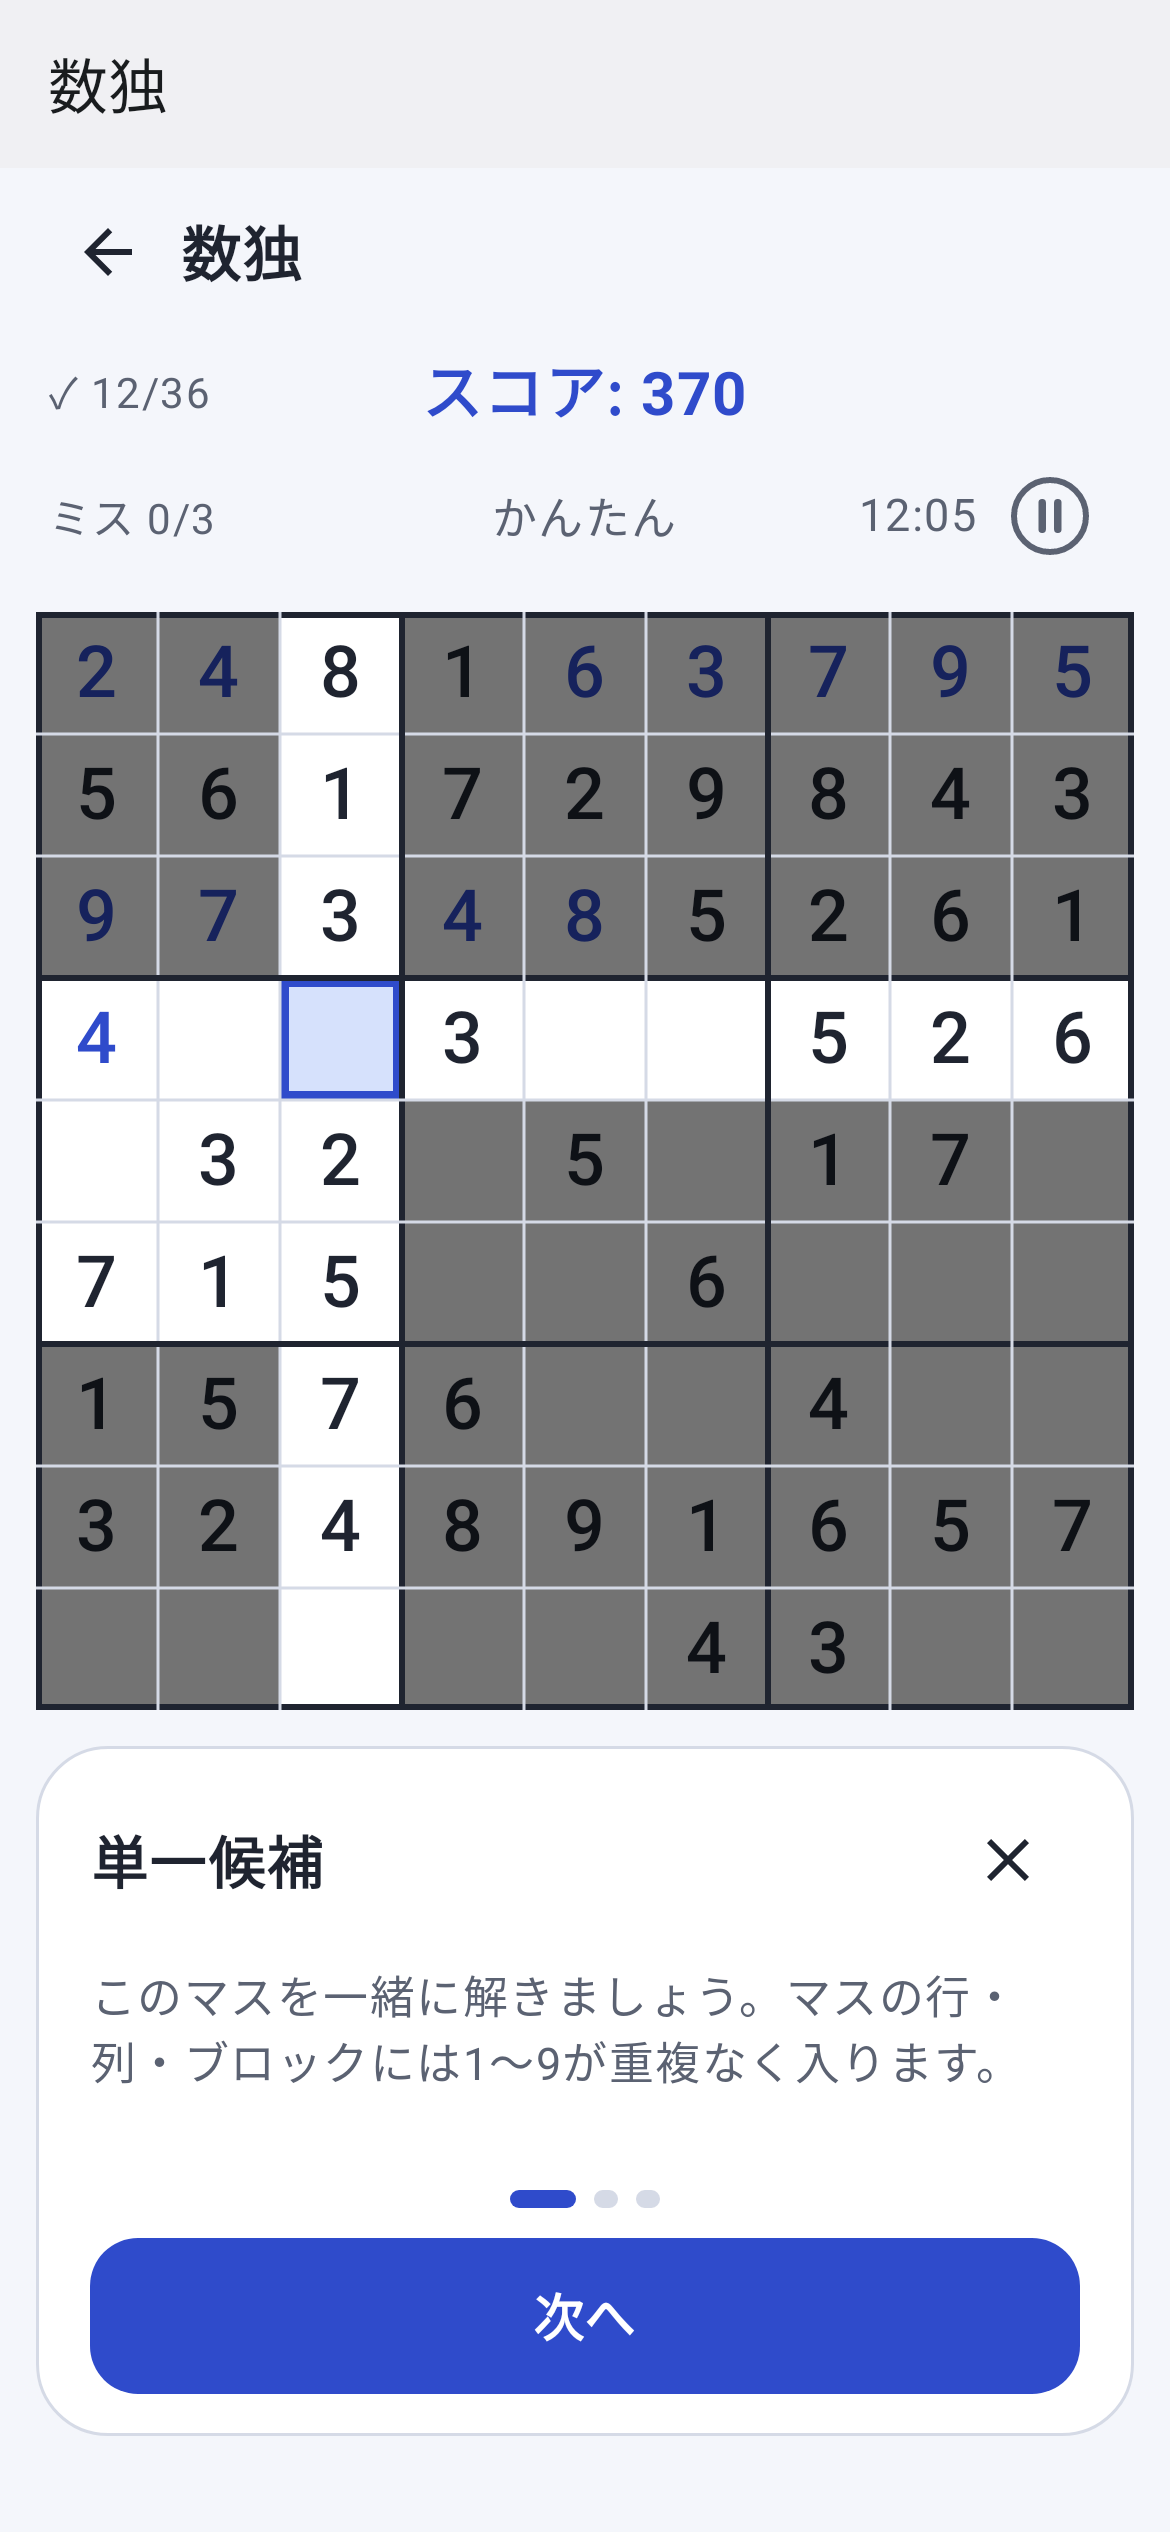 数独
数独
✓ 12/36
スコア: 370
ミス 0/3
かんたん
12:05
2 4 8 1 6 3 7 9 5
5 6 1 7 2 9 8 4 3
9 7 3 4 8 5 2 6 1
4 3 5 2 6
3 2 5 1 7
7 1 5 6
1 5 7 6 4
3 2 4 8 9 1 6 5 7
4 3
単一候補
このマスを一緒に解きましょう。マスの行・
列・ブロックには1〜9が重複なく入ります。
次へ